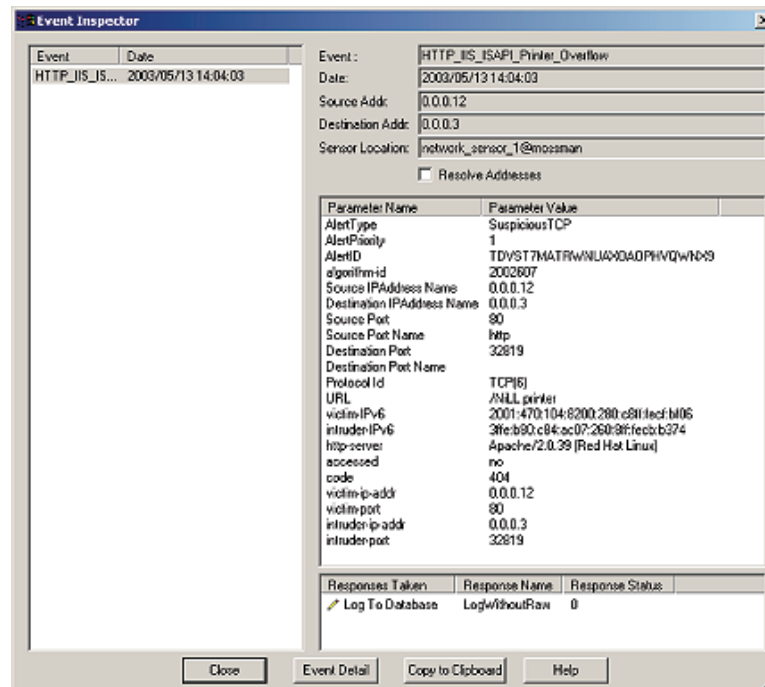 Event Inspector
Event Date
HTTP_IIS_IS... 2003/05/13 14:04:03
Event: HTTP_IIS_ISAPI_Printer_Overflow
Date: 2003/05/13 14:04:03
Source Addr: 0.0.0.12
Destination Addr: 0.0.0.3
Sensor Location: network_sensor_1@mossman
Resolve Addresses
Parameter Name Parameter Value
AlertType SuspiciousTCP
AlertPriority 1
AlertID
algorithm-id 2002607
Source IPAddress Name 0.0.0.12
Destination IPAddress Name 0.0.0.3
Source Port 80
Source Port Name http
Destination Port 32819
Destination Port Name
Protocol Id TCP(6)
URL /NULL.printer
victim-IPv6 2001:470:104:8200:280:c8ff:fecf:bf06
intruder-IPv6 3ffe:b80:c84:ac07:260:8ff:fecb:b374
http-server Apache/2.0.39 (Red Hat Linux)
accessed no
code 404
victim-ip-addr 0.0.0.12
victim-port 80
intruder-ip-addr 0.0.0.3
intruder-port 32819
Responses Taken Response Name Response Status
Log To Database LogWithoutRaw 0
Close Event Detail Copy to Clipboard Help